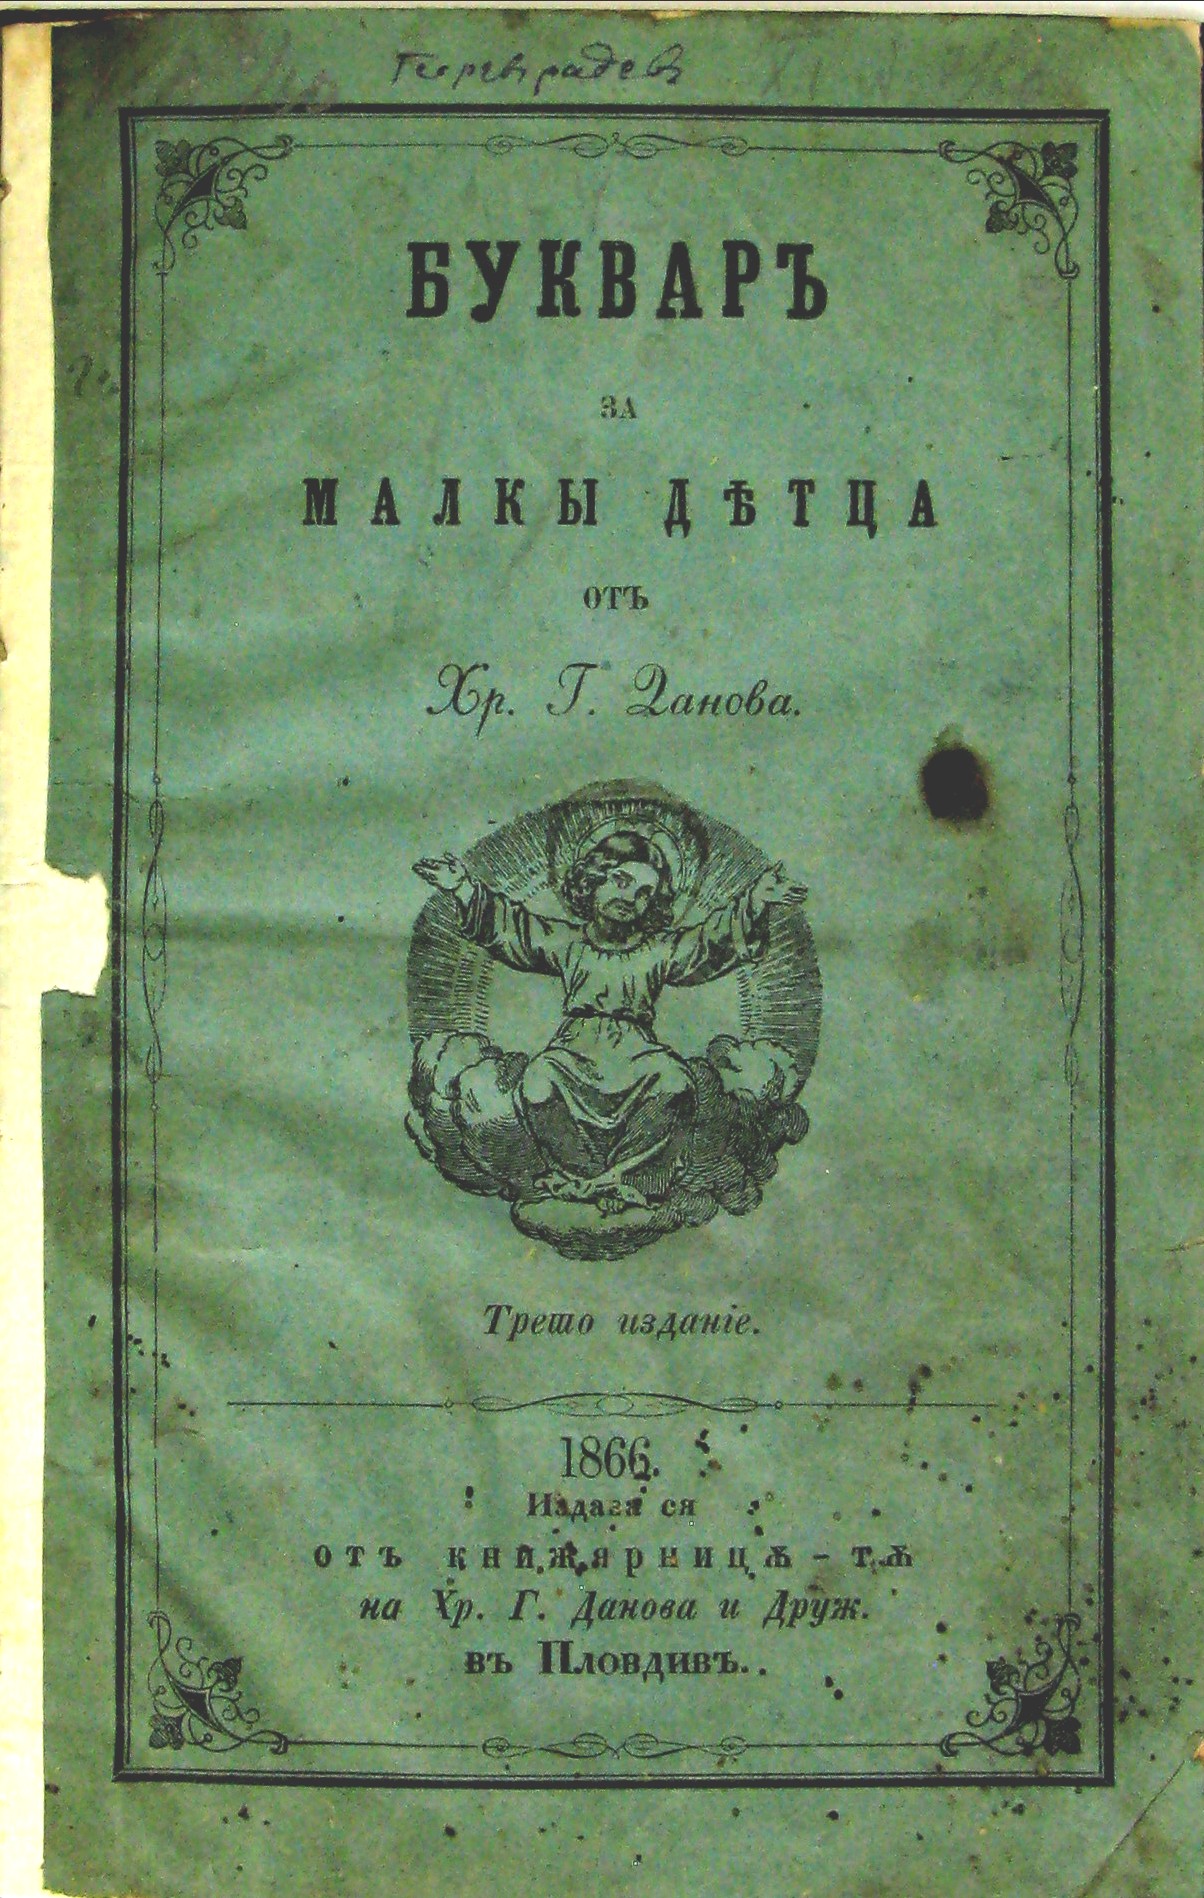 БУКВАРЪ
ЗА
МАЛКЫ ДѢТЦА
ОТЪ
Хр. Г. Данова.
Трето изданіе.
1866.
Издава ся
отъ книжярницѫ-тѫ
на Хр. Г. Данова и Друж.
въ Пловдивъ.